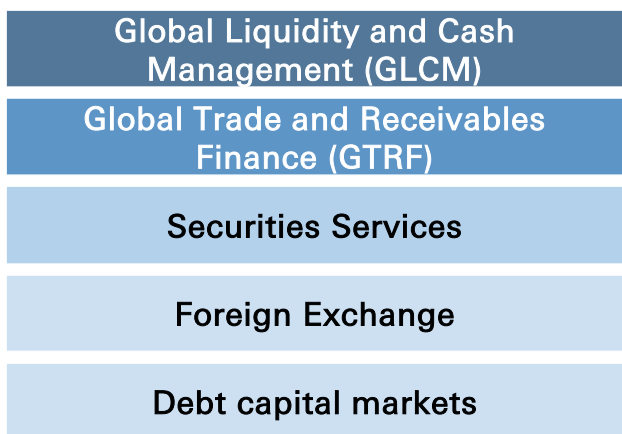 Global Liquidity and Cash
Management (GLCM)
Global Trade and Receivables
Finance (GTRF)
Securities Services
Foreign Exchange
Debt capital markets